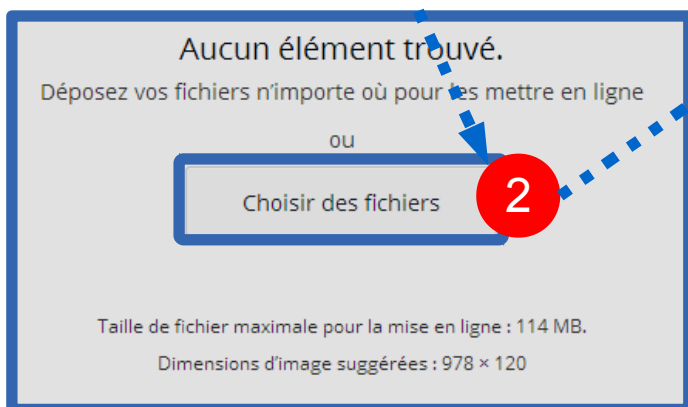 Aucun élément trouvé.
Déposez vos fichiers n’importe où pour les mettre en ligne
ou
Choisir des fichiers
2
Taille de fichier maximale pour la mise en ligne : 114 MB.
Dimensions d’image suggérées : 978 × 120